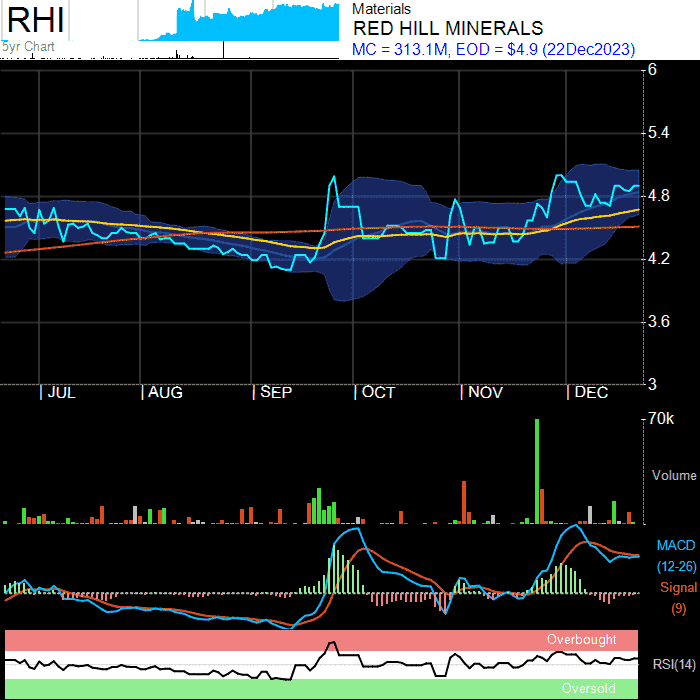 RHI
5yr Chart
Materials
RED HILL MINERALS
MC = 313.1M, EOD = $4.9 (22Dec2023)
6
5.4
4.8
4.2
3.6
3
JUL AUG SEP OCT NOV DEC
70k
Volume
MACD
(12-26)
Signal
(9)
Overbought
RSI(14)
Oversold